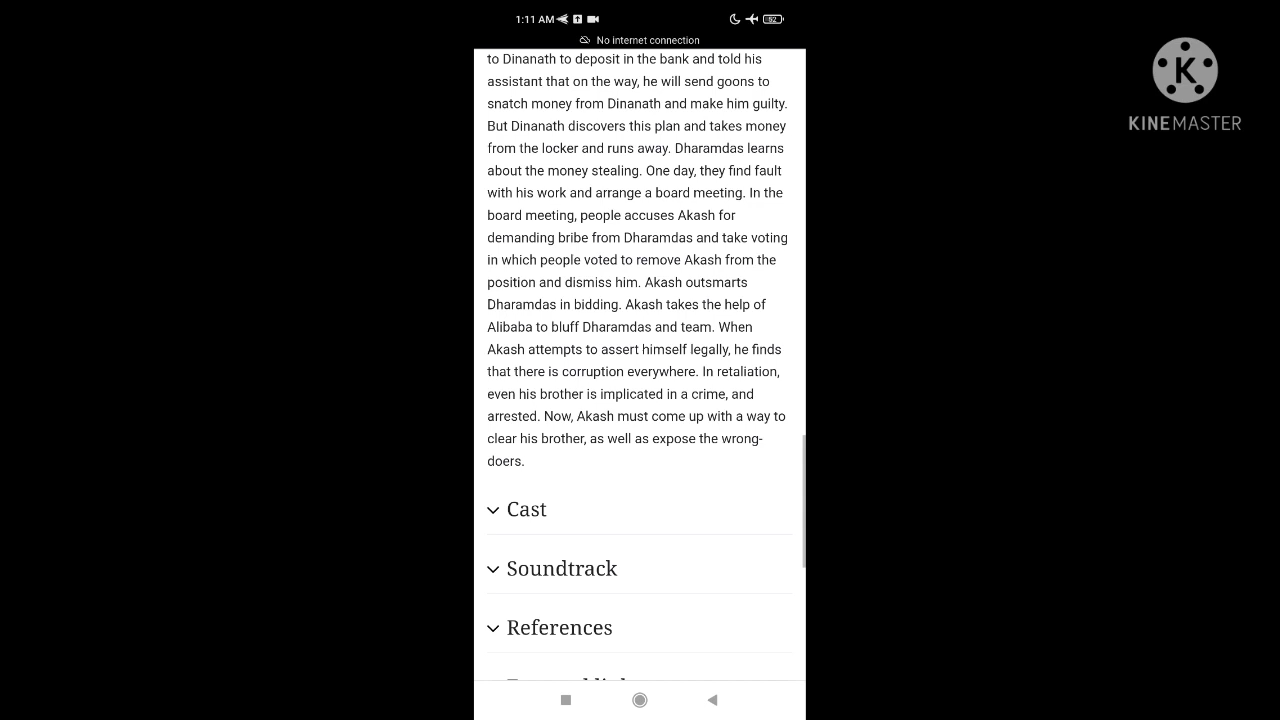 1:11 AM
52
No internet connection
KINEMASTER
to Dinanath to deposit in the bank and told his
assistant that on the way, he will send goons to
snatch money from Dinanath and make him guilty.
But Dinanath discovers this plan and takes money
from the locker and runs away. Dharamdas learns
about the money stealing. One day, they find fault
with his work and arrange a board meeting. In the
board meeting, people accuses Akash for
demanding bribe from Dharamdas and take voting
in which people voted to remove Akash from the
position and dismiss him. Akash outsmarts
Dharamdas in bidding. Akash takes the help of
Alibaba to bluff Dharamdas and team. When
Akash attempts to assert himself legally, he finds
that there is corruption everywhere. In retaliation,
even his brother is implicated in a crime, and
arrested. Now, Akash must come up with a way to
clear his brother, as well as expose the wrong-
doers.
Cast
Soundtrack
References